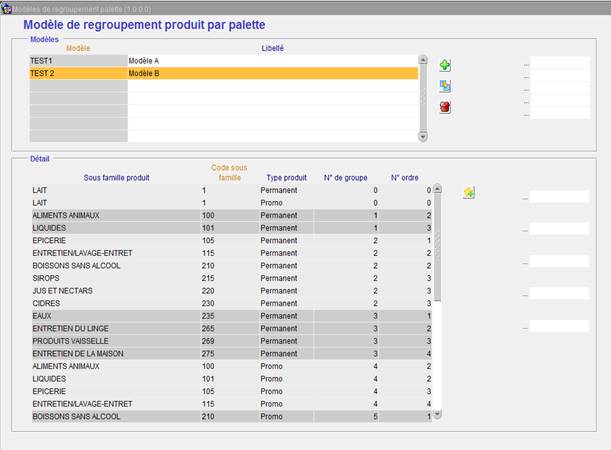 Modèles de regroupement palette (1.0.0.0)
Modèle de regroupement produit par palette
Modèles
Modèle Libellé
TEST1 Modèle A
TEST 2 Modèle B
... 
...
...
...
...
Détail
Sous famille produit Code sous famille Type produit N° de groupe N° ordre
LAIT 1 Permanent 0 0
LAIT 1 Promo 0 0
ALIMENTS ANIMAUX 100 Permanent 1 2
LIQUIDES 101 Permanent 1 3
EPICERIE 105 Permanent 2 1
ENTRETIEN/LAVAGE-ENTRET 115 Permanent 2 2
BOISSONS SANS ALCOOL 210 Permanent 2 2
SIROPS 215 Permanent 2 3
JUS ET NECTARS 220 Permanent 2 3
CIDRES 230 Permanent 2 3
EAUX 235 Permanent 3 1
ENTRETIEN DU LINGE 265 Permanent 3 2
PRODUITS VAISSELLE 269 Permanent 3 3
ENTRETIEN DE LA MAISON 275 Permanent 3 4
ALIMENTS ANIMAUX 100 Promo 4 2
LIQUIDES 101 Promo 4 2
EPICERIE 105 Promo 4 3
ENTRETIEN/LAVAGE-ENTRET 115 Promo 4 4
BOISSONS SANS ALCOOL 210 Promo 5 1
...
...
...
...
...